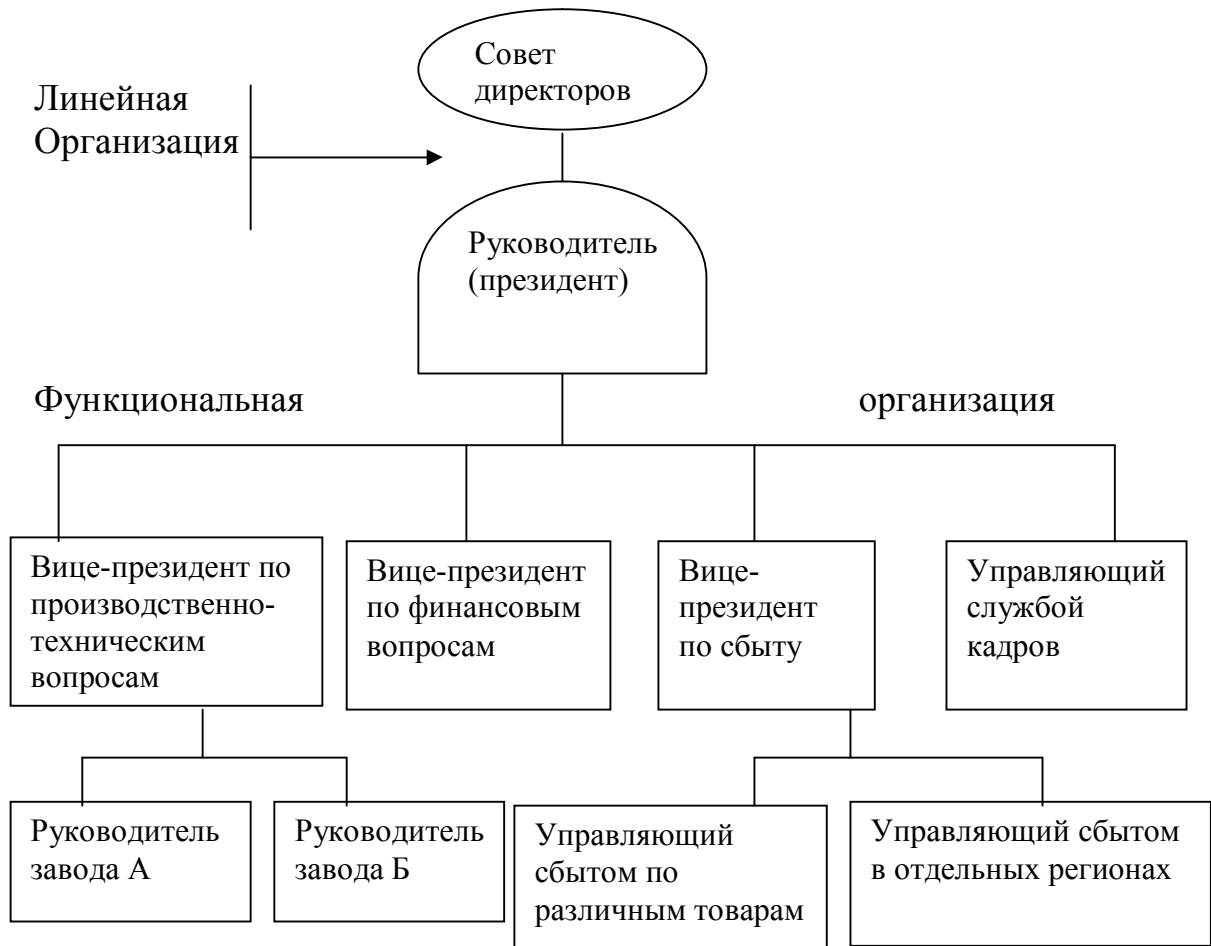 Совет
директоров
Линейная
Организация
Руководитель
(президент)
Функциональная организация
Вице-президент по
производственно-
техническим
вопросам
Вице-президент
по финансовым
вопросам
Вице-
президент
по сбыту
Управляющий
службой
кадров
Руководитель
завода А
Руководитель
завода Б
Управляющий
сбытом по
различным товарам
Управляющий сбытом
в отдельных регионах